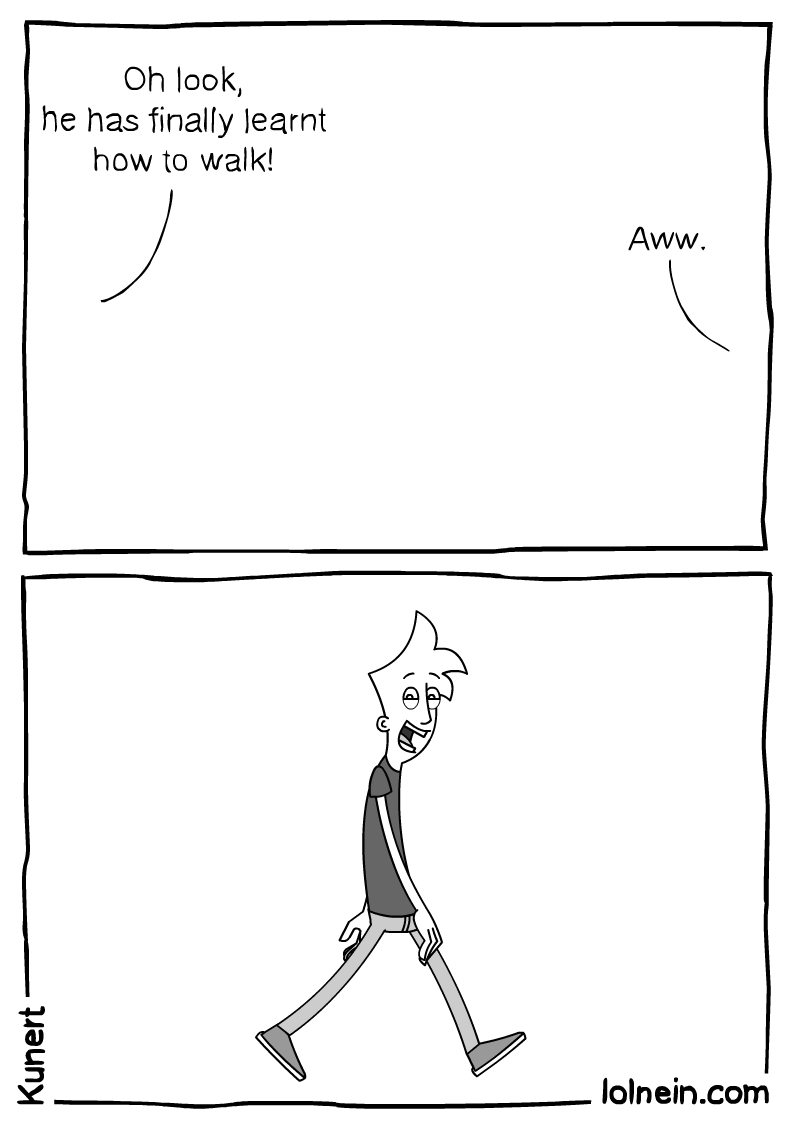 Oh look,
he has finally learnt
how to walk!
Aww.
Kunert
lolnein.com